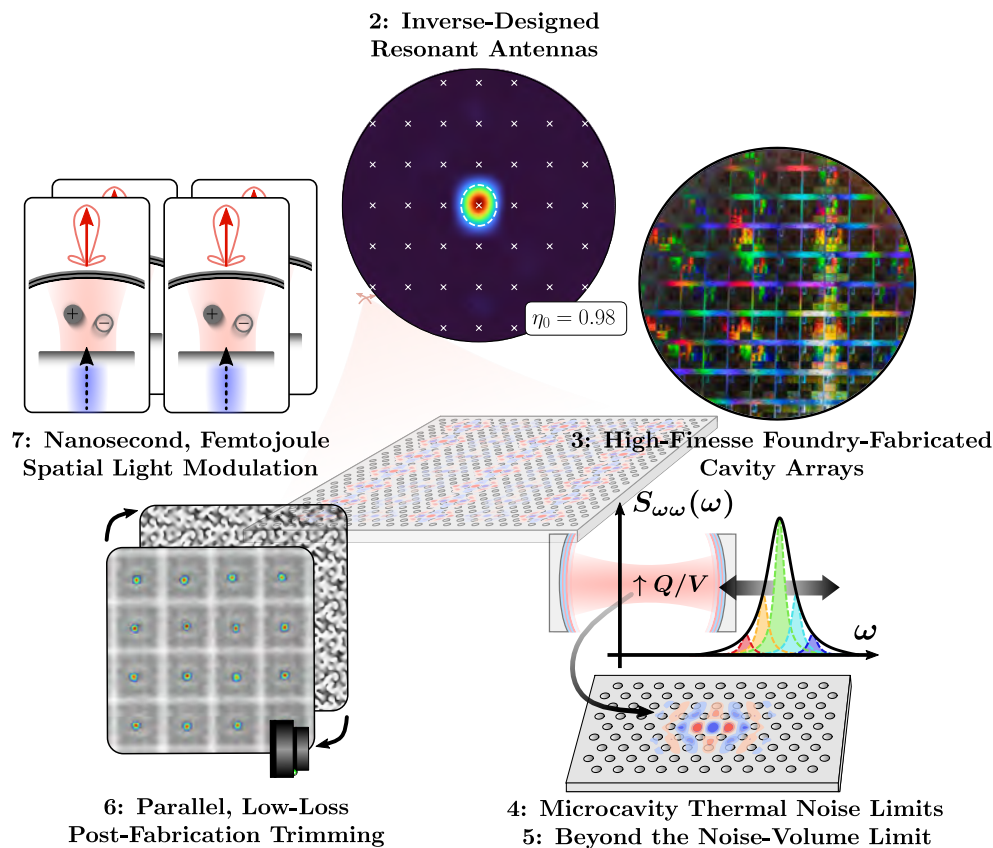 2: Inverse-Designed
Resonant Antennas
η₀ = 0.98
+ −
+ −
7: Nanosecond, Femtojoule
Spatial Light Modulation
3: High-Finesse Foundry-Fabricated
Cavity Arrays
S_{ωω}(ω)
↑ Q/V
ω
6: Parallel, Low-Loss
Post-Fabrication Trimming
4: Microcavity Thermal Noise Limits
5: Beyond the Noise-Volume Limit